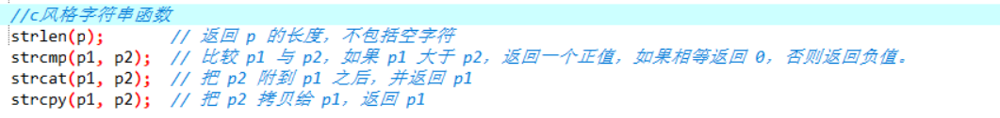 //c风格字符串函数
strlen(p); // 返回 p 的长度，不包括空字符
strcmp(p1, p2); // 比较 p1 与 p2，如果 p1 大于 p2，返回一个正值，如果相等返回 0，否则返回负值。
strcat(p1, p2); // 把 p2 附到 p1 之后，并返回 p1
strcpy(p1, p2); // 把 p2 拷贝给 p1，返回 p1